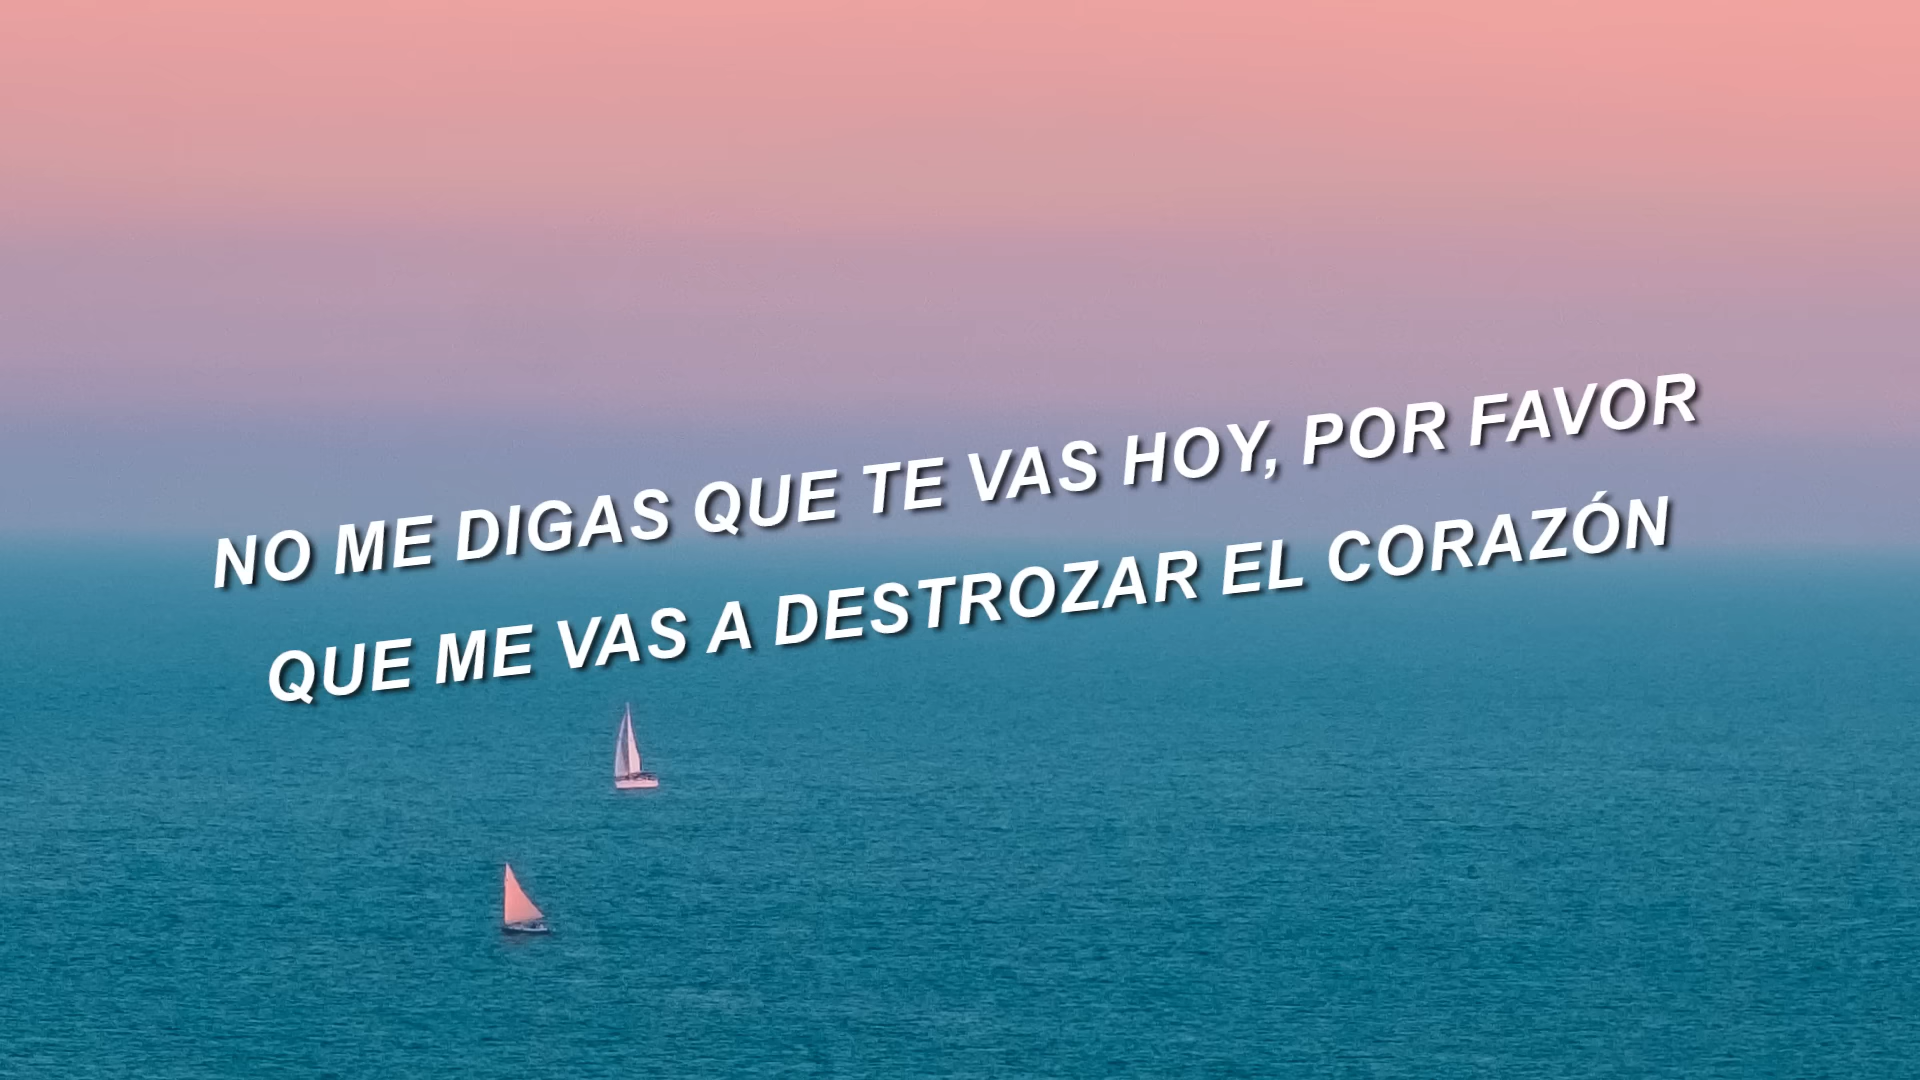 NO ME DIGAS QUE TE VAS HOY, POR FAVOR
QUE ME VAS A DESTROZAR EL CORAZÓN